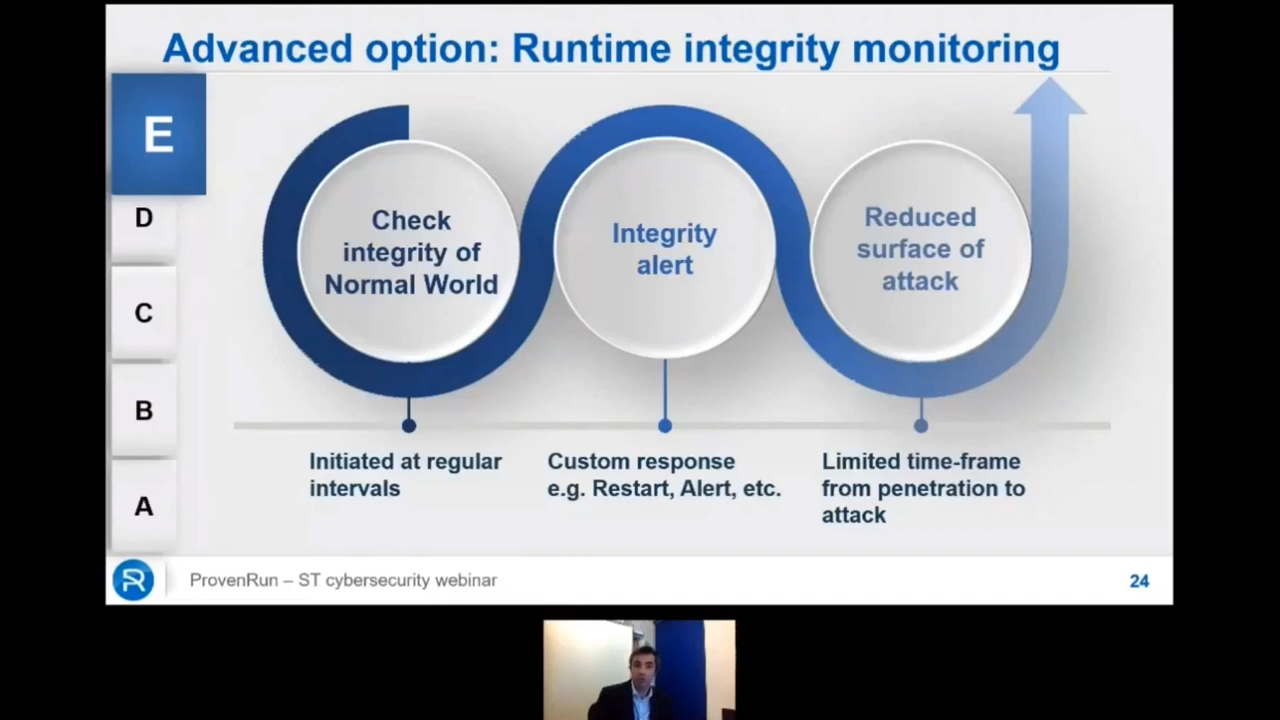 Advanced option: Runtime integrity monitoring
E
D
C
B
A
Check
integrity of
Normal World
Integrity
alert
Reduced
surface of
attack
Initiated at regular
intervals
Custom response
e.g. Restart, Alert, etc.
Limited time-frame
from penetration to
attack
ProvenRun – ST cybersecurity webinar
24